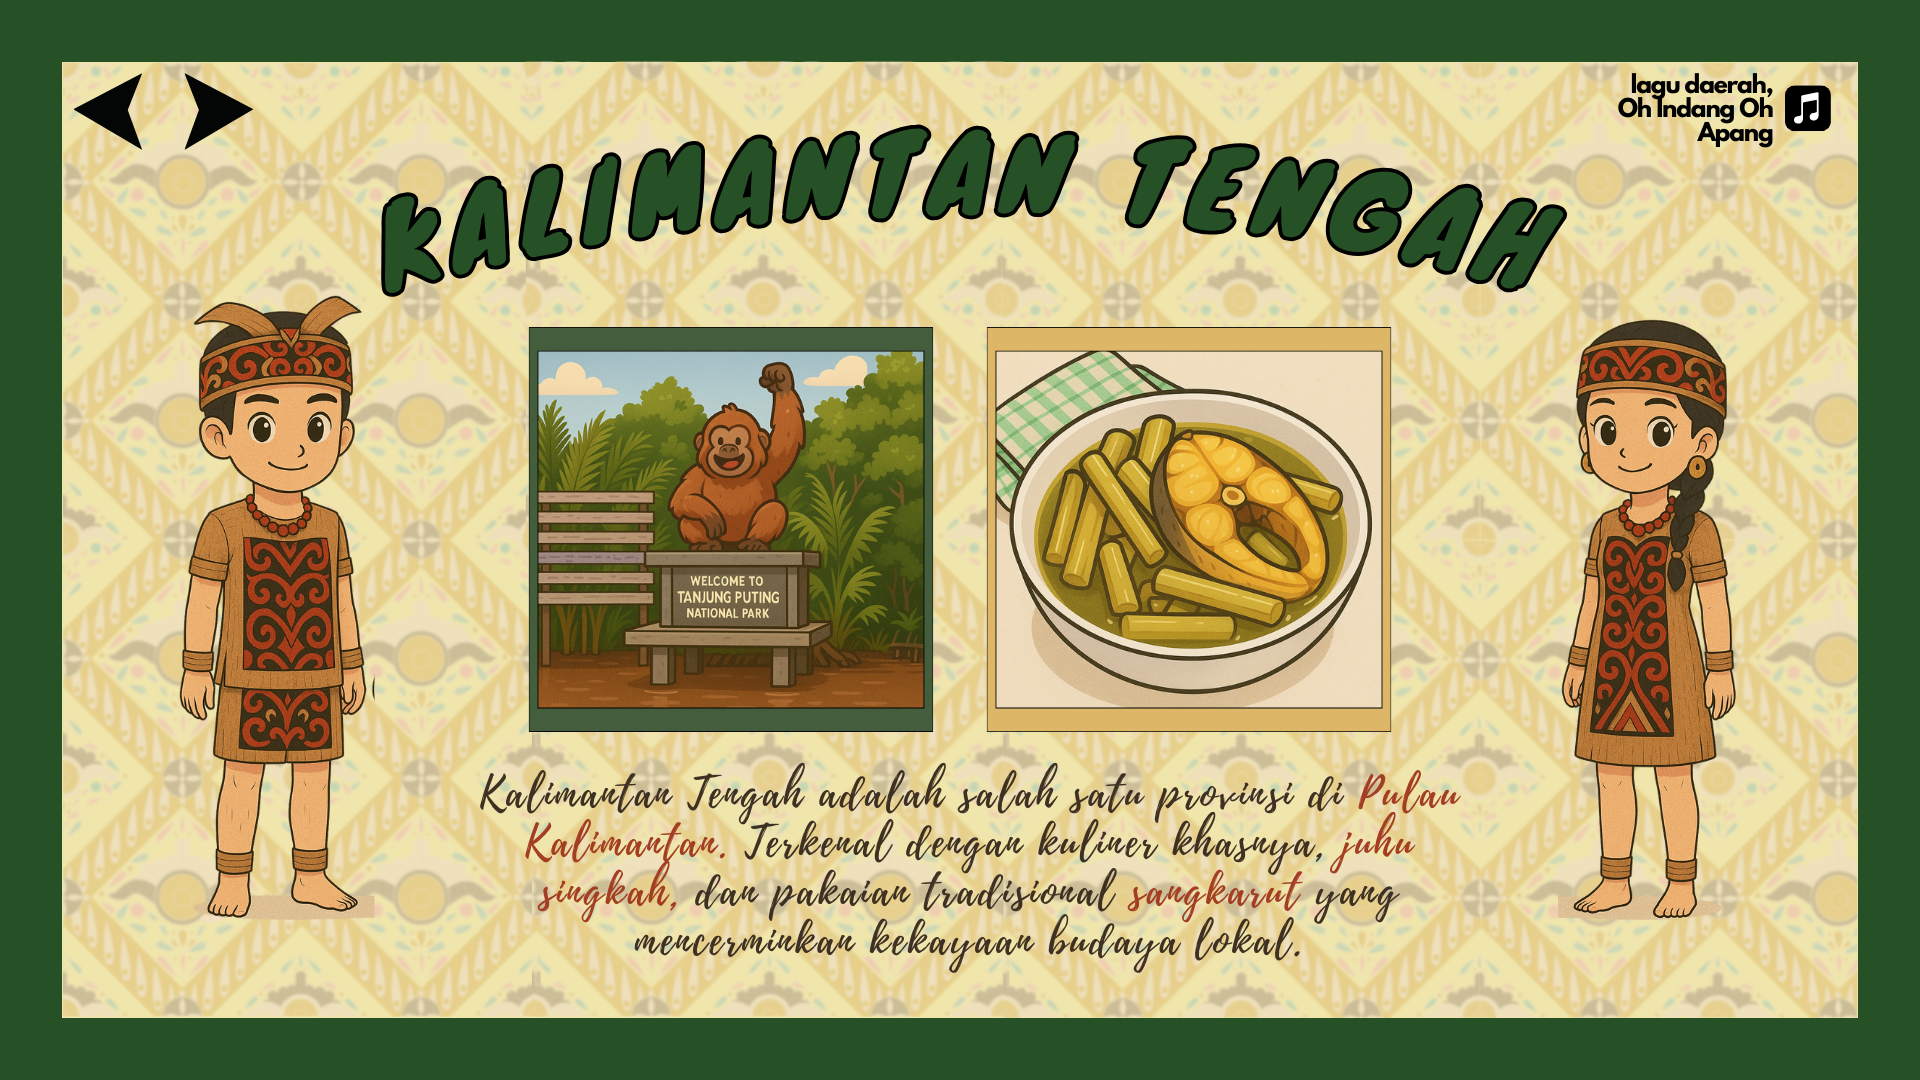 lagu daerah,
Oh Indang Oh
Apang
KALIMANTAN TENGAH
WELCOME TO
TANJUNG PUTING
NATIONAL PARK
Kalimantan Tengah adalah salah satu provinsi di Pulau
Kalimantan. Terkenal dengan kuliner khasnya, juhu
singkah, dan pakaian tradisional sangkarut yang
mencerminkan kekayaan budaya lokal.